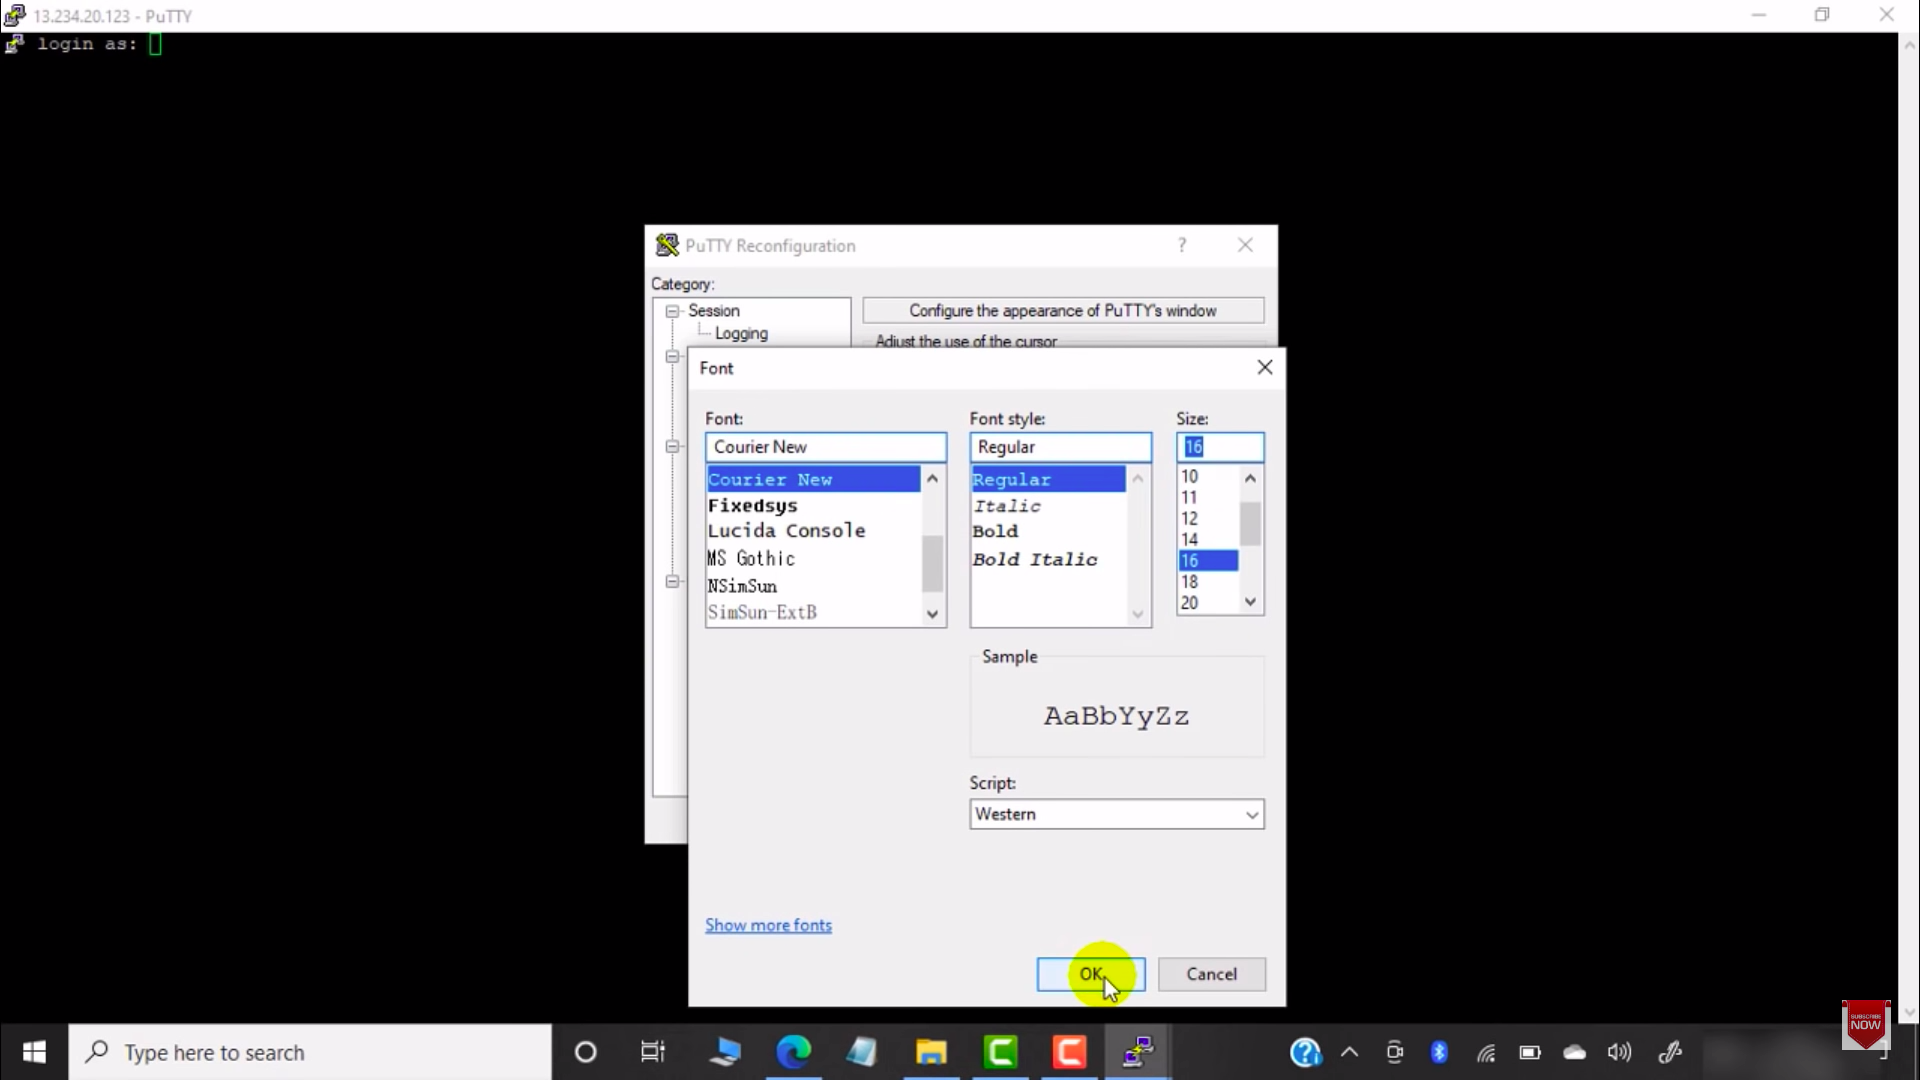 13.234.20.123 - PuTTY
login as:
PuTTY Reconfiguration
?
Category:
Session
Logging
Configure the appearance of PuTTY's window
Adjust the use of the cursor
Font
Font:
Font style:
Size:
Courier New
Regular
16
Courier New
Fixedsys
Lucida Console
MS Gothic
NSimSun
SimSun-ExtB
Regular
Italic
Bold
Bold Italic
10
11
12
14
16
18
20
Sample
AaBbYyZz
Script:
Western
Show more fonts
OK
Cancel
Type here to search
SUBSCRIBE
NOW